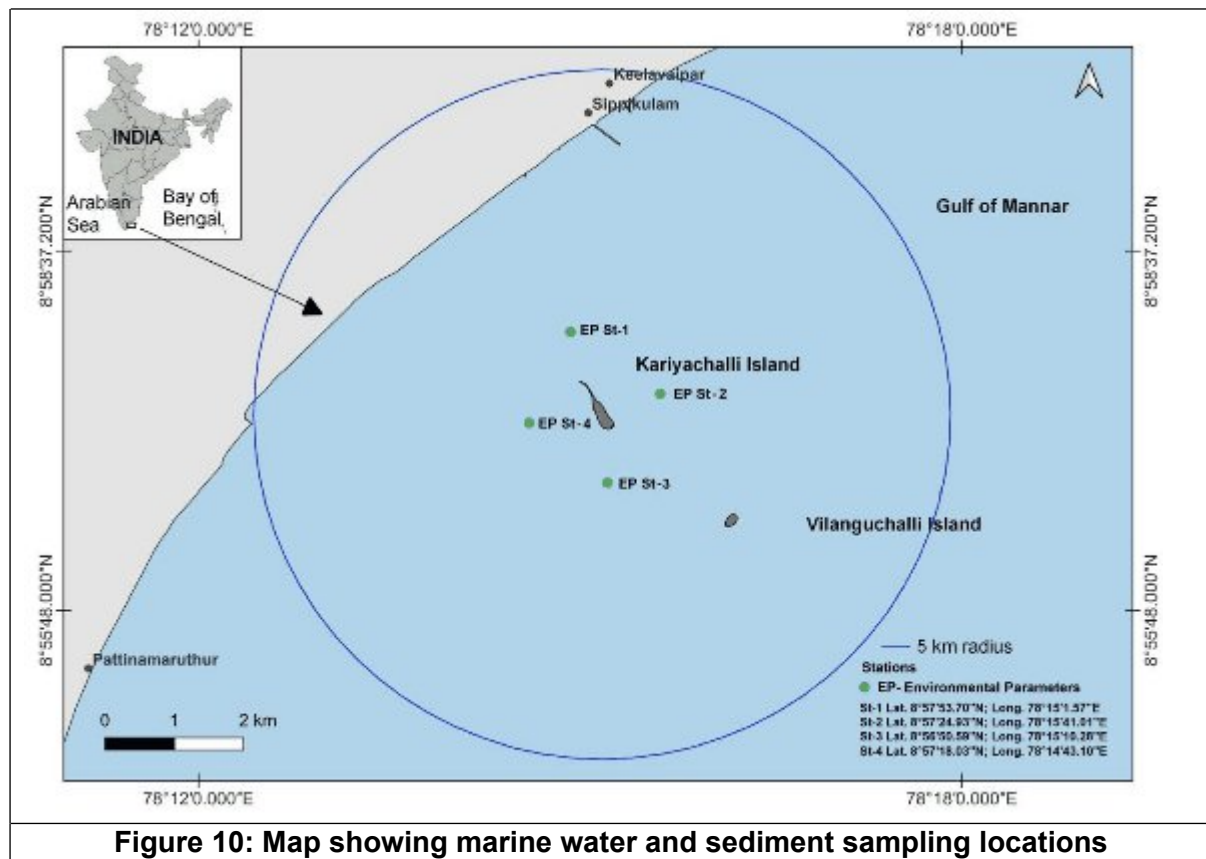 78°12'0.000"E
78°18'0.000"E
INDIA
Arabian Sea
Bay of Bengal
Keelavaipar
Sippikulam
Gulf of Mannar
8°58'37.200"N
8°58'37.200"N
EP St-1
Kariyachalli Island
EP St-2
EP St-4
EP St-3
Vilanguchalli Island
8°55'48.000"N
8°55'48.000"N
Pattinamaruthur
5 km radius
Stations
EP- Environmental Parameters
St-1 Lat. 8°57'53.70"N; Long. 78°15'1.57"E
St-2 Lat. 8°57'24.93"N; Long. 78°15'41.01"E
St-3 Lat. 8°56'50.59"N; Long. 78°15'10.28"E
St-4 Lat. 8°57'18.03"N; Long. 78°14'43.10"E
0 1 2 km
78°12'0.000"E
78°18'0.000"E
Figure 10: Map showing marine water and sediment sampling locations